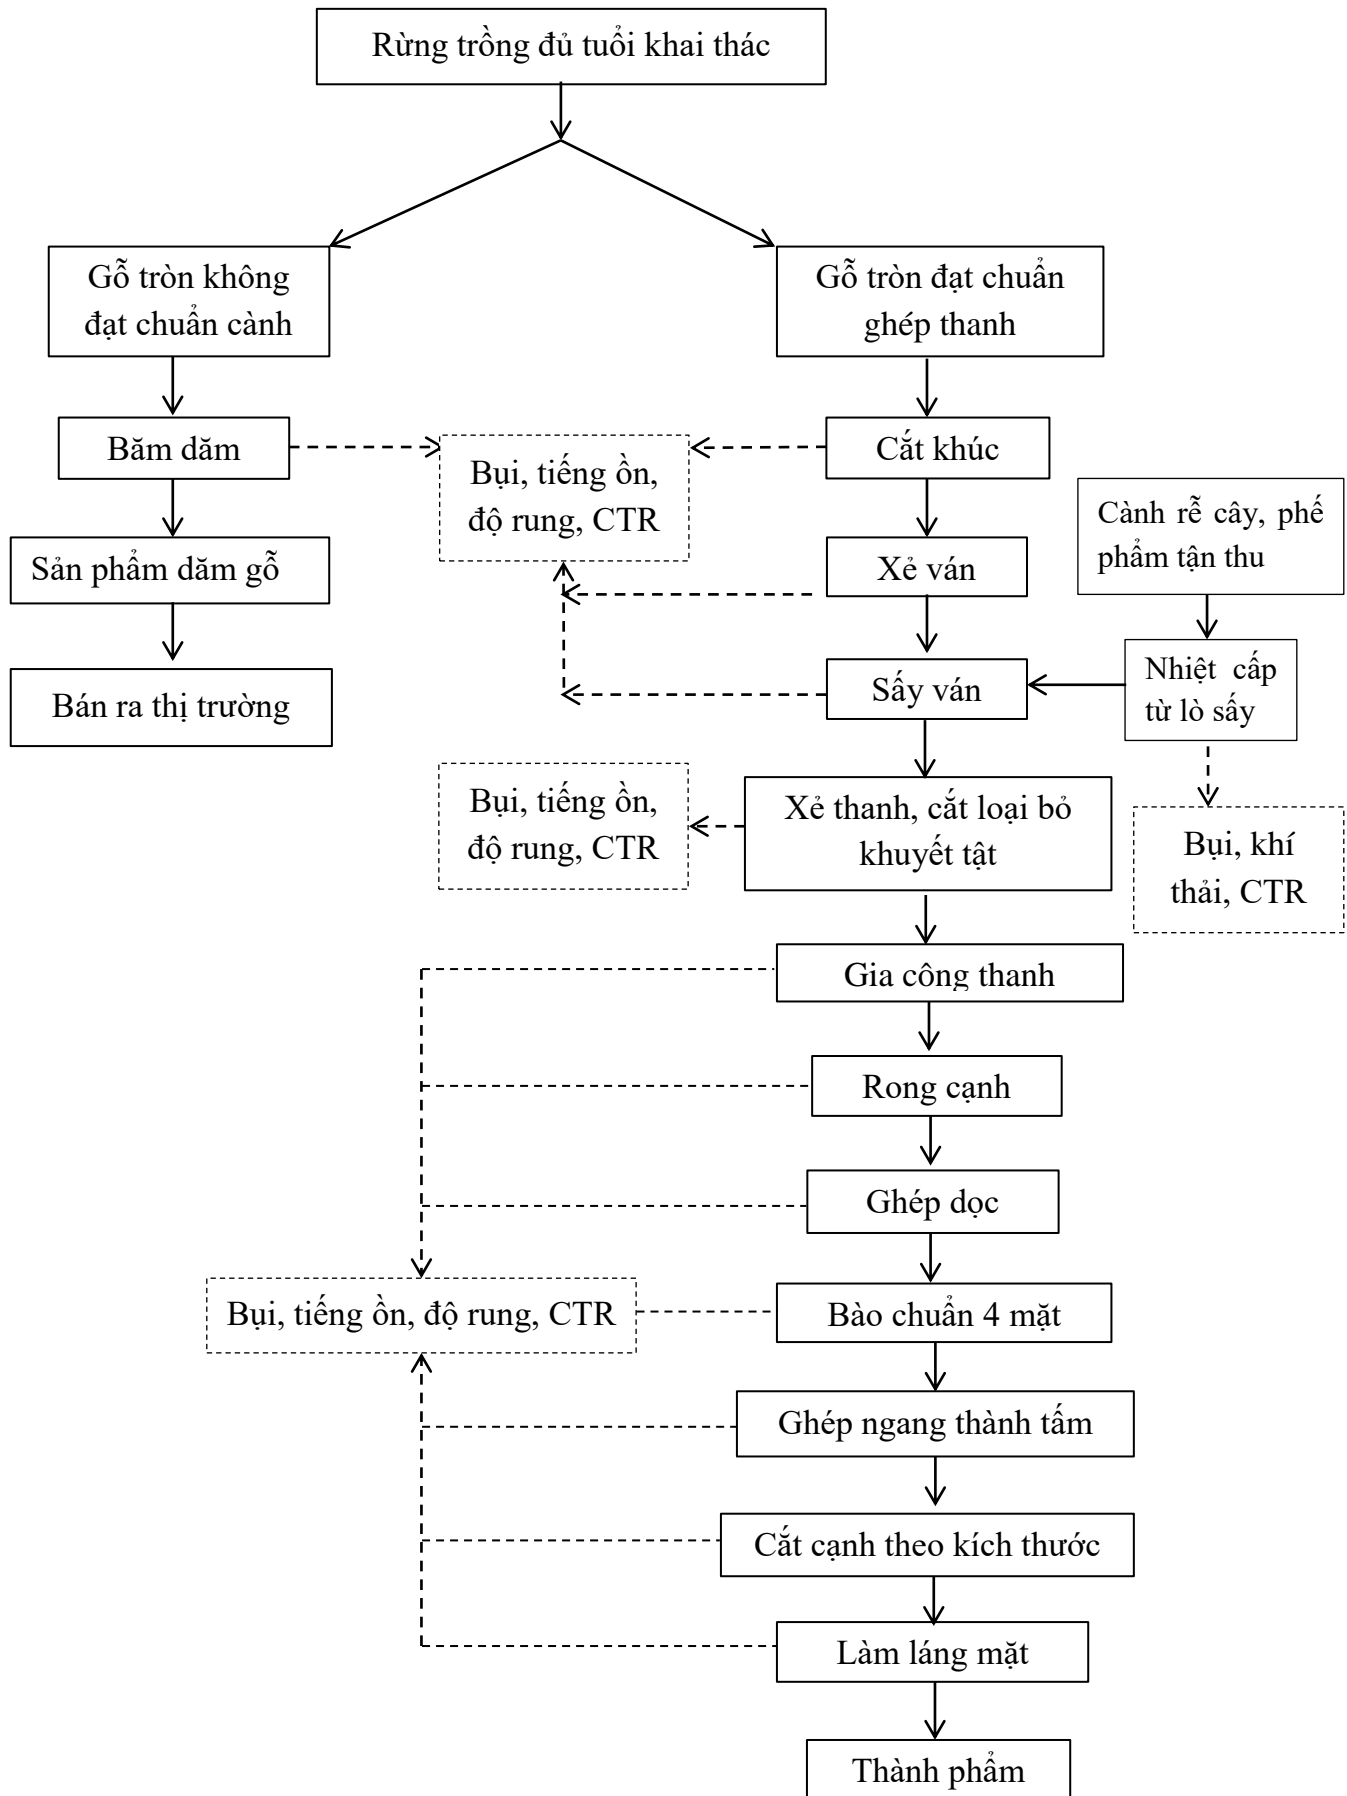 Rừng trồng đủ tuổi khai thác
Gỗ tròn không
đạt chuẩn cành
Gỗ tròn đạt chuẩn
ghép thanh
Băm dăm
Bụi, tiếng ồn,
độ rung, CTR
Cắt khúc
Cành rễ cây, phế
phẩm tận thu
Sản phẩm dăm gỗ
Xẻ ván
Bán ra thị trường
Sấy ván
Nhiệt cấp
từ lò sấy
Bụi, tiếng ồn,
độ rung, CTR
Xẻ thanh, cắt loại bỏ
khuyết tật
Bụi, khí
thải, CTR
Gia công thanh
Rong cạnh
Ghép dọc
Bụi, tiếng ồn, độ rung, CTR
Bào chuẩn 4 mặt
Ghép ngang thành tấm
Cắt cạnh theo kích thước
Làm láng mặt
Thành phẩm